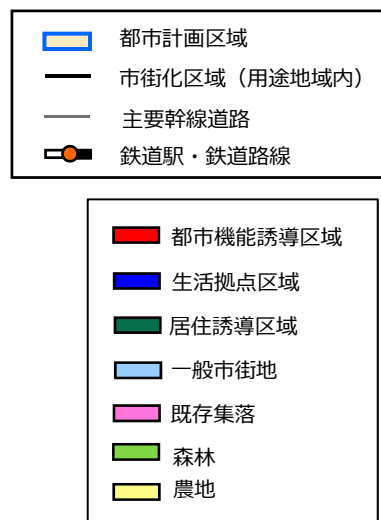 都市計画区域
市街化区域（用途地域内）
主要幹線道路
鉄道駅・鉄道路線
都市機能誘導区域
生活拠点区域
居住誘導区域
一般市街地
既存集落
森林
農地